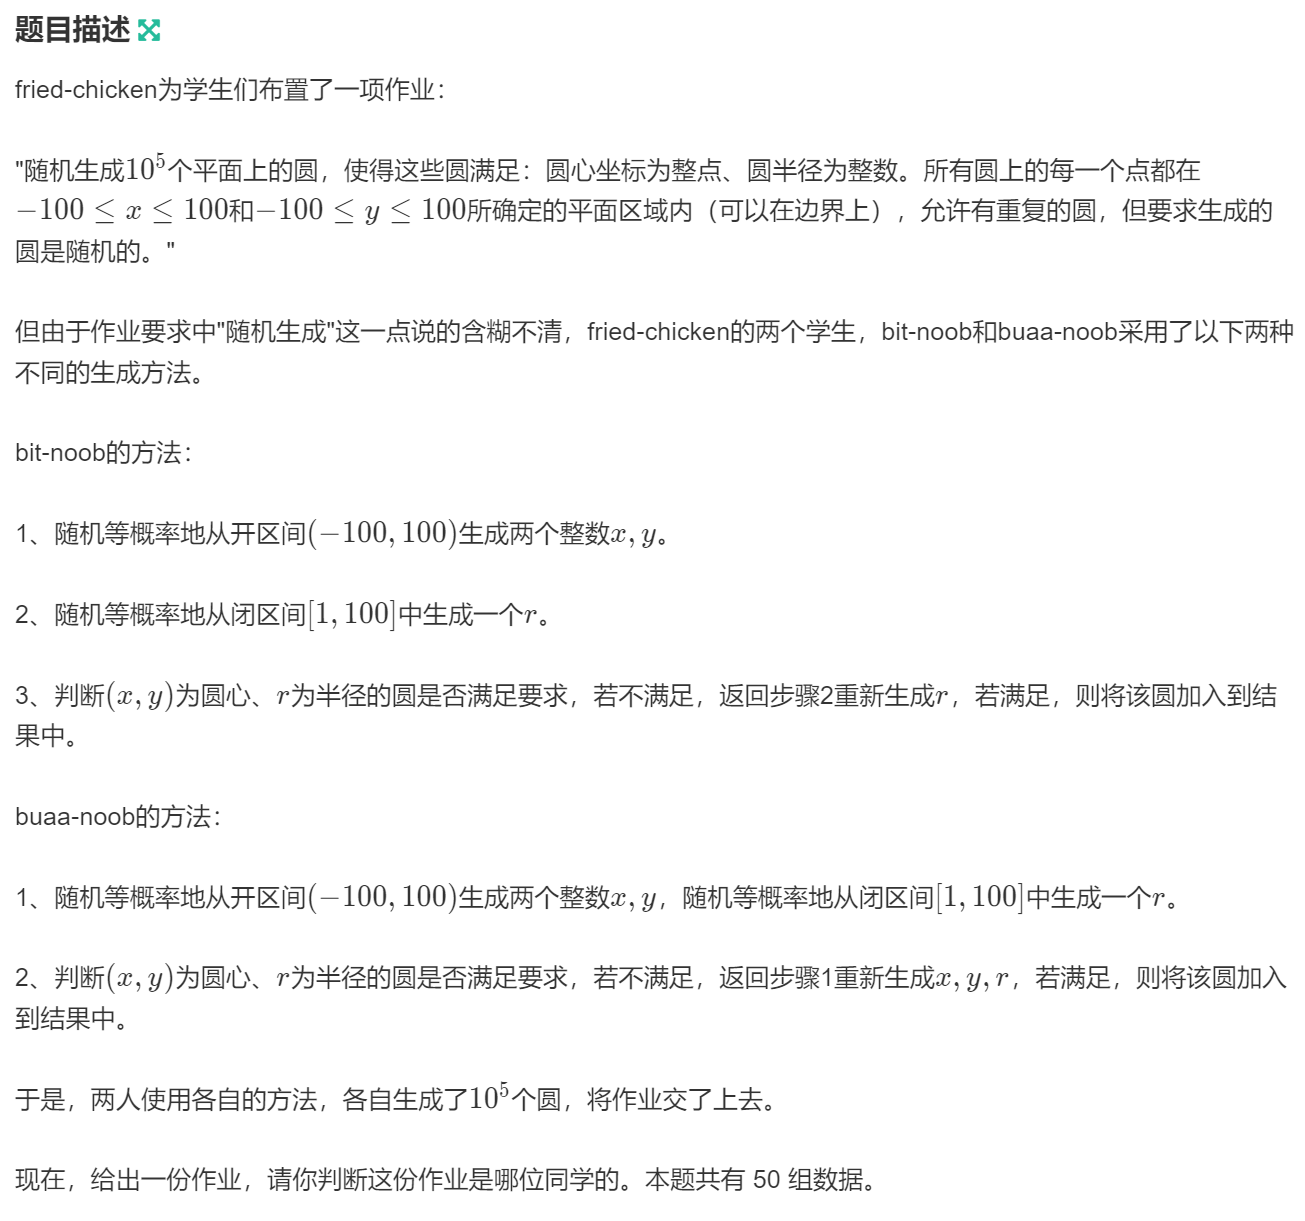 题目描述
fried-chicken为学生们布置了一项作业：
"随机生成10^5个平面上的圆，使得这些圆满足：圆心坐标为整点、圆半径为整数。所有圆上的每一个点都在
−100 ≤ x ≤ 100和−100 ≤ y ≤ 100所确定的平面区域内（可以在边界上），允许有重复的圆，但要求生成的
圆是随机的。"
但由于作业要求中"随机生成"这一点说的含糊不清，fried-chicken的两个学生，bit-noob和buaa-noob采用了以下两种
不同的生成方法。
bit-noob的方法：
1、随机等概率地从开区间(−100, 100)生成两个整数x, y。
2、随机等概率地从闭区间[1, 100]中生成一个r。
3、判断(x, y)为圆心、r为半径的圆是否满足要求，若不满足，返回步骤2重新生成r，若满足，则将该圆加入到结
果中。
buaa-noob的方法：
1、随机等概率地从开区间(−100, 100)生成两个整数x, y，随机等概率地从闭区间[1, 100]中生成一个r。
2、判断(x, y)为圆心、r为半径的圆是否满足要求，若不满足，返回步骤1重新生成x, y, r，若满足，则将该圆加入
到结果中。
于是，两人使用各自的方法，各自生成了10^5个圆，将作业交了上去。
现在，给出一份作业，请你判断这份作业是哪位同学的。本题共有 50 组数据。